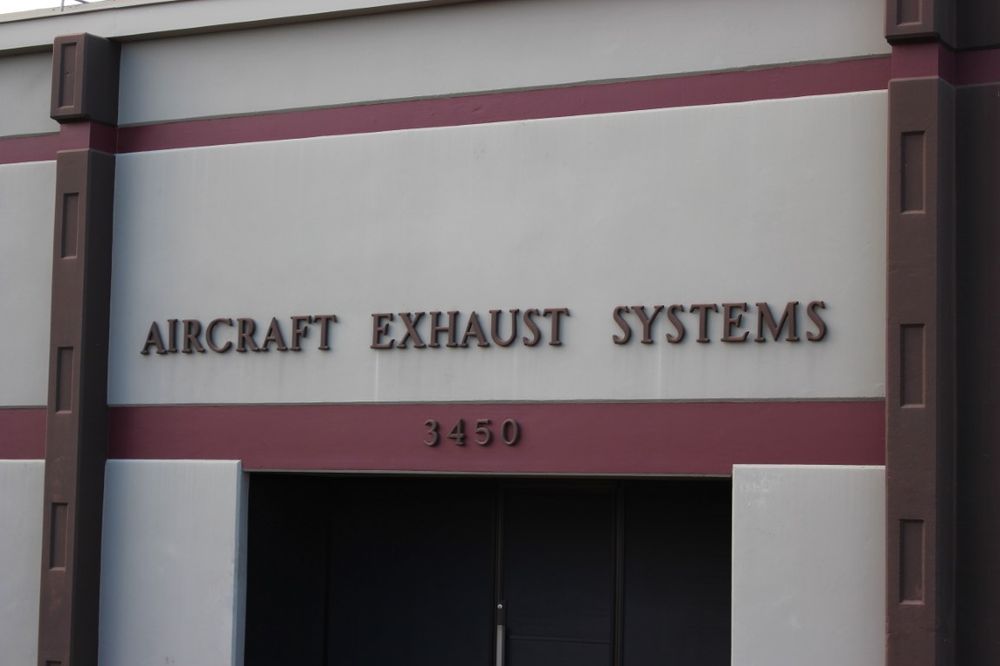 AIRCRAFT EXHAUST SYSTEMS
3450